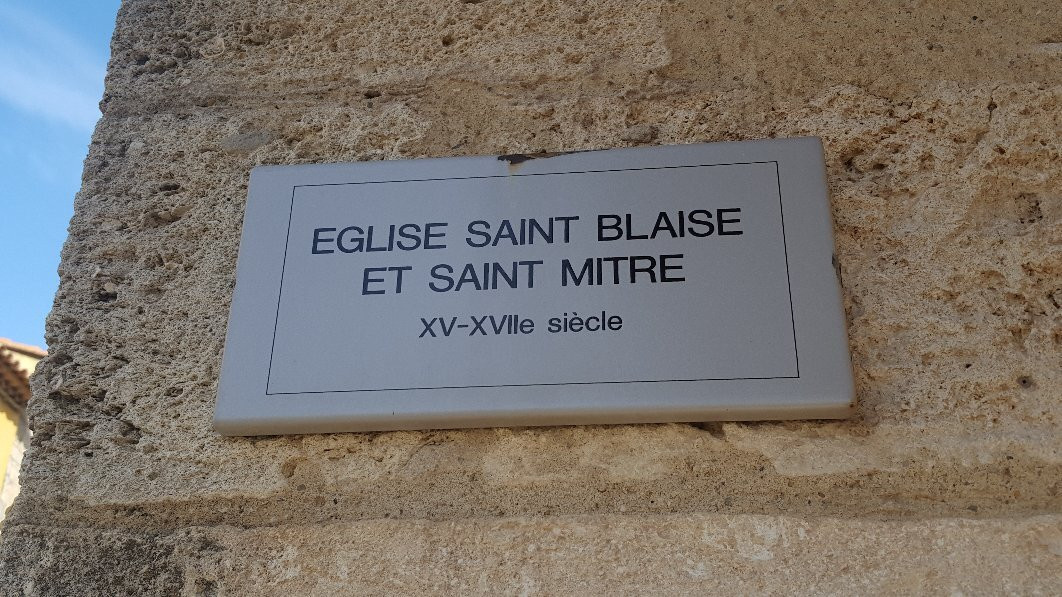 EGLISE SAINT BLAISE
ET SAINT MITRE
XV-XVIIe siècle